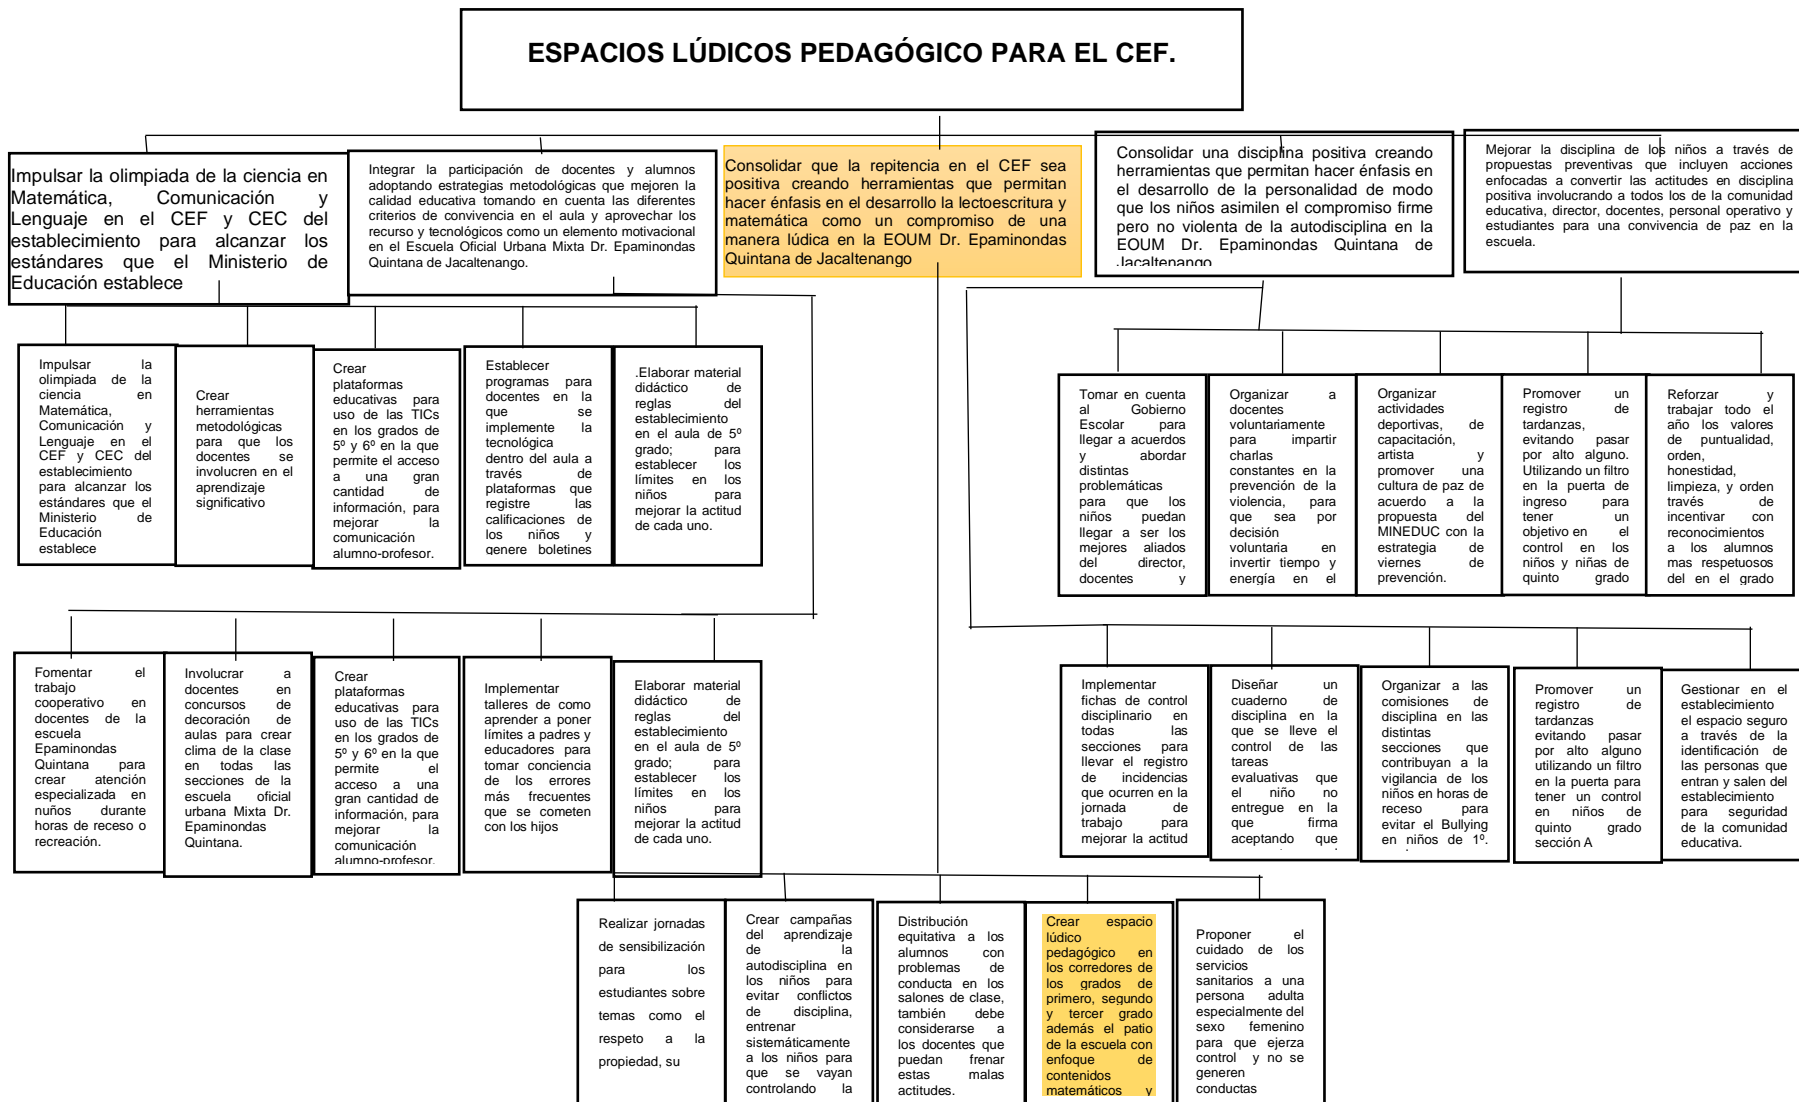 ESPACIOS LÚDICOS PEDAGÓGICO PARA EL CEF.
Impulsar la olimpiada de la ciencia en
Matemática, Comunicación y
Lenguaje en el CEF y CEC del
establecimiento para alcanzar los
estándares que el Ministerio de
Educación establece
Integrar la participación de docentes y alumnos
adoptando estrategias metodológicas que mejoren la
calidad educativa tomando en cuenta las diferentes
criterios de convivencia en el aula y aprovechar los
recurso y tecnológicos como un elemento motivacional
en el Escuela Oficial Urbana Mixta Dr. Epaminondas
Quintana de Jacaltenango.
Consolidar que la repitencia en el CEF sea
positiva creando herramientas que permitan
hacer énfasis en el desarrollo la lectoescritura y
matemática como un compromiso de una
manera lúdica en la EOUM Dr. Epaminondas
Quintana de Jacaltenango
Consolidar una disciplina positiva creando
herramientas que permitan hacer énfasis en
el desarrollo de la personalidad de modo
que los niños asimilen el compromiso firme
pero no violenta de la autodisciplina en la
EOUM Dr. Epaminondas Quintana de
Jacaltenango
Mejorar la disciplina de los niños a través de
propuestas preventivas que incluyen acciones
enfocadas a convertir las actitudes en disciplina
positiva involucrando a todos los de la comunidad
educativa, director, docentes, personal operativo y
estudiantes para una convivencia de paz en la
escuela.
Impulsar la
olimpiada de la
ciencia en
Matemática,
Comunicación y
Lenguaje en el
CEF y CEC del
establecimiento
para alcanzar los
estándares que el
Ministerio de
Educación
establece
Crear
herramientas
metodológicas
para que los
docentes se
involucren en el
aprendizaje
significativo
Crear
plataformas
educativas para
uso de las TICs
en los grados de
5º y 6º en la que
permite el acceso
a una gran
cantidad de
información, para
mejorar la
comunicación
alumno-profesor.
Establecer
programas para
docentes en la
que se
implemente la
tecnológica
dentro del aula a
través de
plataformas que
registre las
calificaciones de
los niños y
genere boletines
.Elaborar material
didáctico de
reglas del
establecimiento
en el aula de 5º
grado; para
establecer los
límites en los
niños para
mejorar la actitud
de cada uno.
Tomar en cuenta
al Gobierno
Escolar para
llegar a acuerdos
y abordar
distintas
problemáticas
para que los
niños puedan
llegar a ser los
mejores aliados
del director,
docentes y
Organizar a
docentes
voluntariamente
para impartir
charlas
constantes en la
prevención de la
violencia, para
que sea por
decisión
voluntaria en
invertir tiempo y
energía en el
Organizar
actividades
deportivas, de
capacitación,
artista y
promover una
cultura de paz de
acuerdo a la
propuesta del
MINEDUC con la
estrategia de
viernes de
prevención.
Promover un
registro de
tardanzas,
evitando pasar
por alto alguno.
Utilizando un filtro
en la puerta de
ingreso para
tener un
objetivo en el
control en los
niños y niñas de
quinto grado
Reforzar y
trabajar todo el
año los valores
de puntualidad,
orden,
honestidad,
limpieza, y orden
través de
incentivar con
reconocimientos
a los alumnos
mas respetuosos
del en el grado
Fomentar el
trabajo
cooperativo en
docentes de la
escuela
Epaminondas
Quintana para
crear atención
especializada en
nuños durante
horas de receso o
recreación.
Involucrar a
docentes en
concursos de
decoración de
aulas para crear
clima de la clase
en todas las
secciones de la
escuela oficial
urbana Mixta Dr.
Epaminondas
Quintana.
Crear
plataformas
educativas para
uso de las TICs
en los grados de
5º y 6º en la que
permite el
acceso a una
gran cantidad de
información, para
mejorar la
comunicación
alumno-profesor.
Implementar
talleres de como
aprender a poner
límites a padres y
educadores para
tomar conciencia
de los errores
más frecuentes
que se cometen
con los hijos
Elaborar material
didáctico de
reglas del
establecimiento
en el aula de 5º
grado; para
establecer los
límites en los
niños para
mejorar la actitud
de cada uno.
Implementar
fichas de control
disciplinario en
todas las
secciones para
llevar el registro
de incidencias
que ocurren en la
jornada de
trabajo para
mejorar la actitud
Diseñar un
cuaderno de
disciplina en la
que se lleve el
control de las
tareas
evaluativas que
el niño no
entregue en la
que firma
aceptando que
Organizar a las
comisiones de
disciplina en las
distintas
secciones que
contribuyan a la
vigilancia de los
niños en horas de
receso para
evitar el Bullying
en niños de 1º.
Promover un
registro de
tardanzas
evitando pasar
por alto alguno
utilizando un filtro
en la puerta para
tener un control
en niños de
quinto grado
sección A
Gestionar en el
establecimiento
el espacio seguro
a través de la
identificación de
las personas que
entran y salen del
establecimiento
para seguridad
de la comunidad
educativa.
Realizar jornadas
de sensibilización
para los
estudiantes sobre
temas como el
respeto a la
propiedad, su
Crear campañas
del aprendizaje
de la
autodisciplina en
los niños para
evitar conflictos
de disciplina,
entrenar
sistemáticamente
a los niños para
que se vayan
controlando la
Distribución
equitativa a los
alumnos con
problemas de
conducta en los
salones de clase,
también debe
considerarse a
los docentes que
puedan frenar
estas malas
actitudes.
Crear espacio
lúdico
pedagógico en
los corredores de
los grados de
primero, segundo
y tercer grado
además el patio
de la escuela con
enfoque de
contenidos
matemáticos y
Proponer el
cuidado de los
servicios
sanitarios a una
persona adulta
especialmente del
sexo femenino
para que ejerza
control y no se
generen
conductas